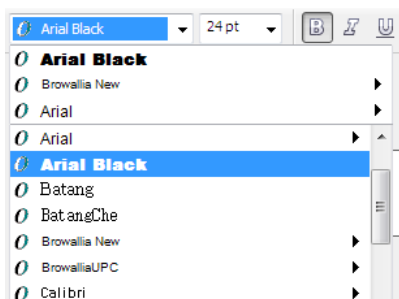 Arial Black 24 pt B I U
Arial Black
Browallia New
Arial
Arial
Arial Black
Batang
BatangChe
Browallia New
BrowalliaUPC
Calibri